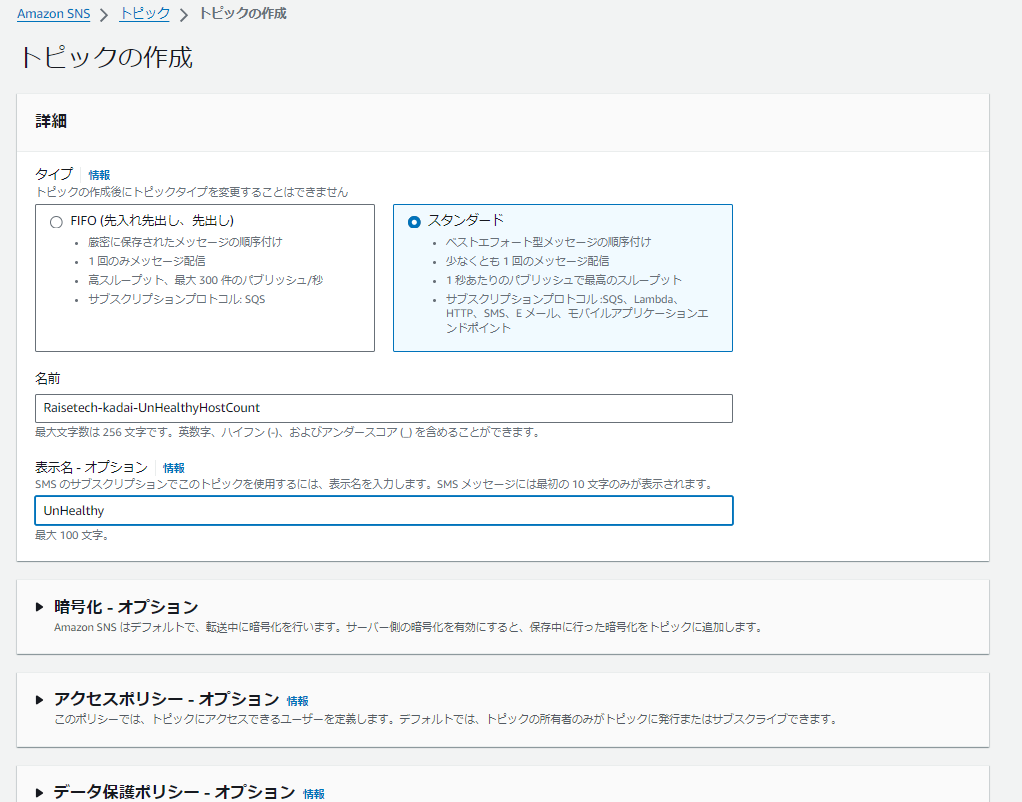 Amazon SNS > トピック > トピックの作成
トピックの作成
詳細
タイプ 情報
トピックの作成後にトピックタイプを変更することはできません
FIFO (先入れ先出し、先出し)
・厳密に保存されたメッセージの順序付け
・1 回のみメッセージ配信
・高スループット、最大 300 件のパブリッシュ/秒
・サブスクリプションプロトコル: SQS
スタンダード
・ベストエフォート型メッセージの順序付け
・少なくとも 1 回のメッセージ配信
・1 秒あたりのパブリッシュで最高のスループット
・サブスクリプションプロトコル :SQS、Lambda、
HTTP、SMS、E メール、モバイルアプリケーションエ
ンドポイント
名前
Raisetech-kadai-UnHealthyHostCount
最大文字数は 256 文字です。英数字、ハイフン (-)、およびアンダースコア (_) を含めることができます。
表示名 - オプション 情報
SMS のサブスクリプションでこのトピックを使用するには、表示名を入力します。SMS メッセージには最初の 10 文字のみが表示されます。
UnHealthy
最大 100 文字。
暗号化 - オプション
Amazon SNS はデフォルトで、転送中に暗号化を行います。サーバー側の暗号化を有効にすると、保存中に行った暗号化をトピックに追加します。
アクセスポリシー - オプション 情報
このポリシーでは、トピックにアクセスできるユーザーを定義します。デフォルトでは、トピックの所有者のみがトピックに発行またはサブスクライブできます。
データ保護ポリシー - オプション 情報